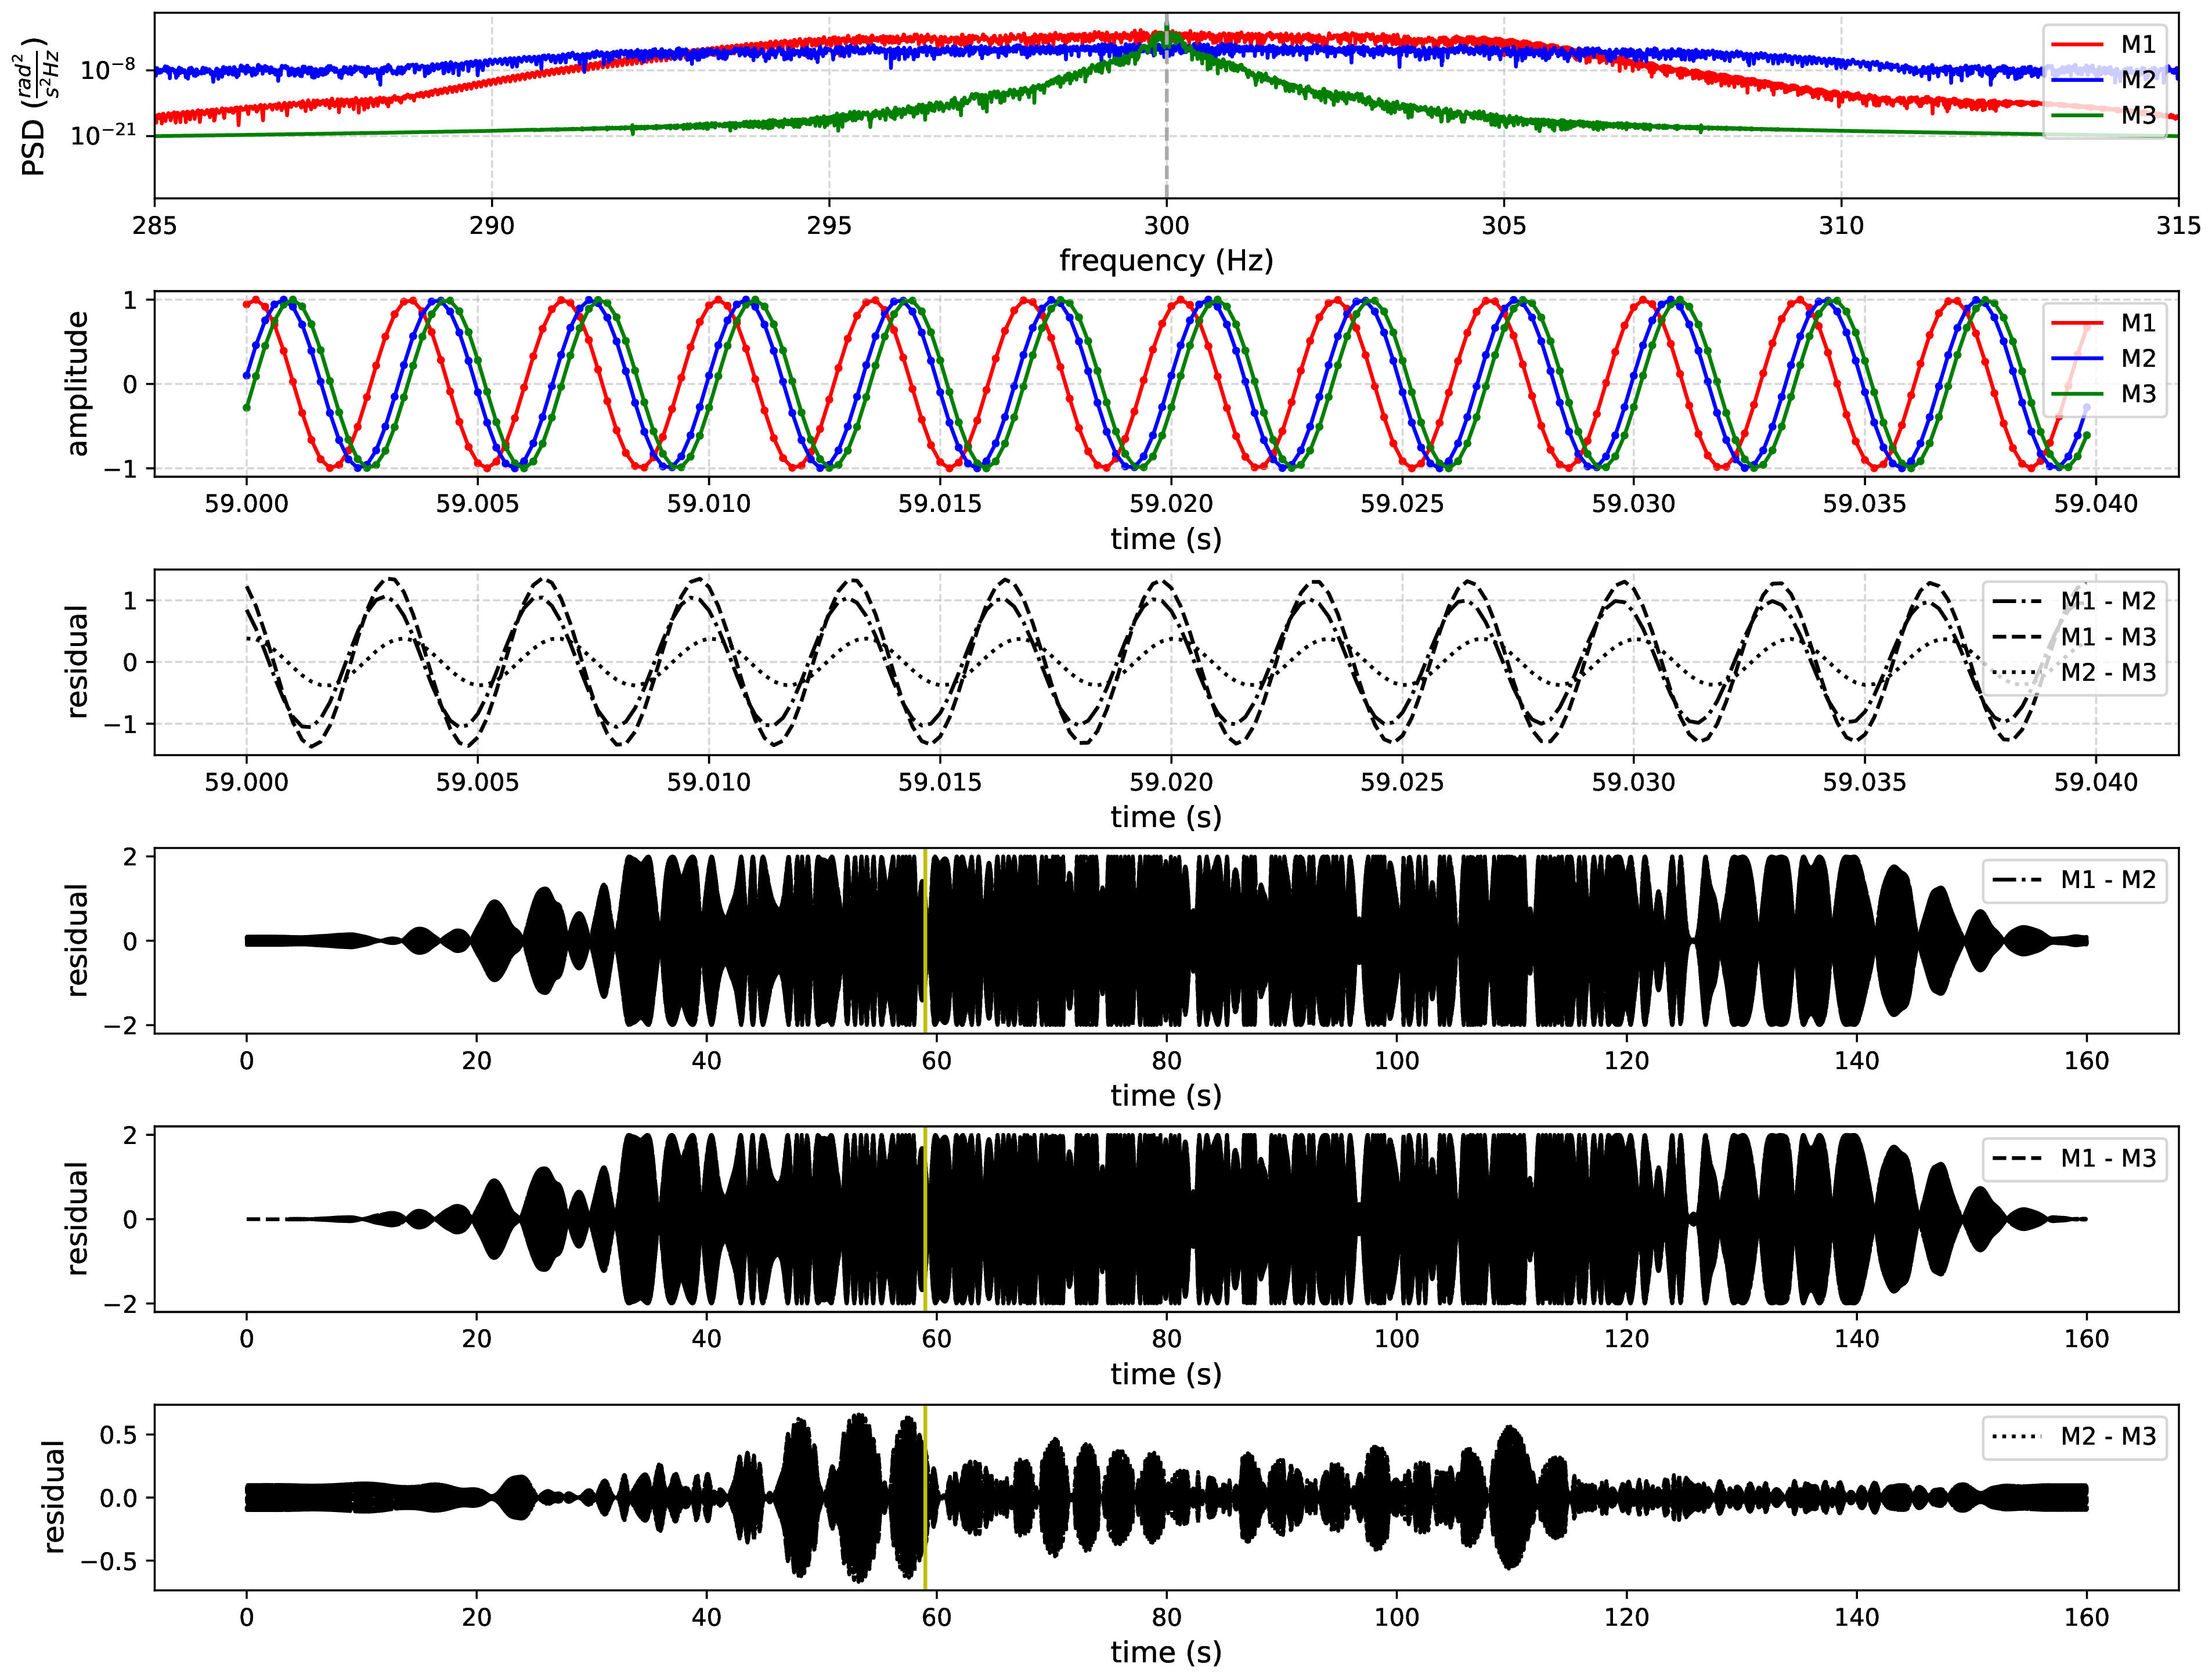 PSD (rad²/s²Hz)
10⁻⁸
10⁻²¹
M1
M2
M3
285 290 295 300 305 310 315
frequency (Hz)
amplitude
1
0
−1
M1
M2
M3
59.000 59.005 59.010 59.015 59.020 59.025 59.030 59.035 59.040
time (s)
residual
1
0
−1
M1 - M2
M1 - M3
M2 - M3
59.000 59.005 59.010 59.015 59.020 59.025 59.030 59.035 59.040
time (s)
residual
2
0
−2
M1 - M2
0 20 40 60 80 100 120 140 160
time (s)
residual
2
0
−2
M1 - M3
0 20 40 60 80 100 120 140 160
time (s)
residual
0.5
0.0
−0.5
M2 - M3
0 20 40 60 80 100 120 140 160
time (s)